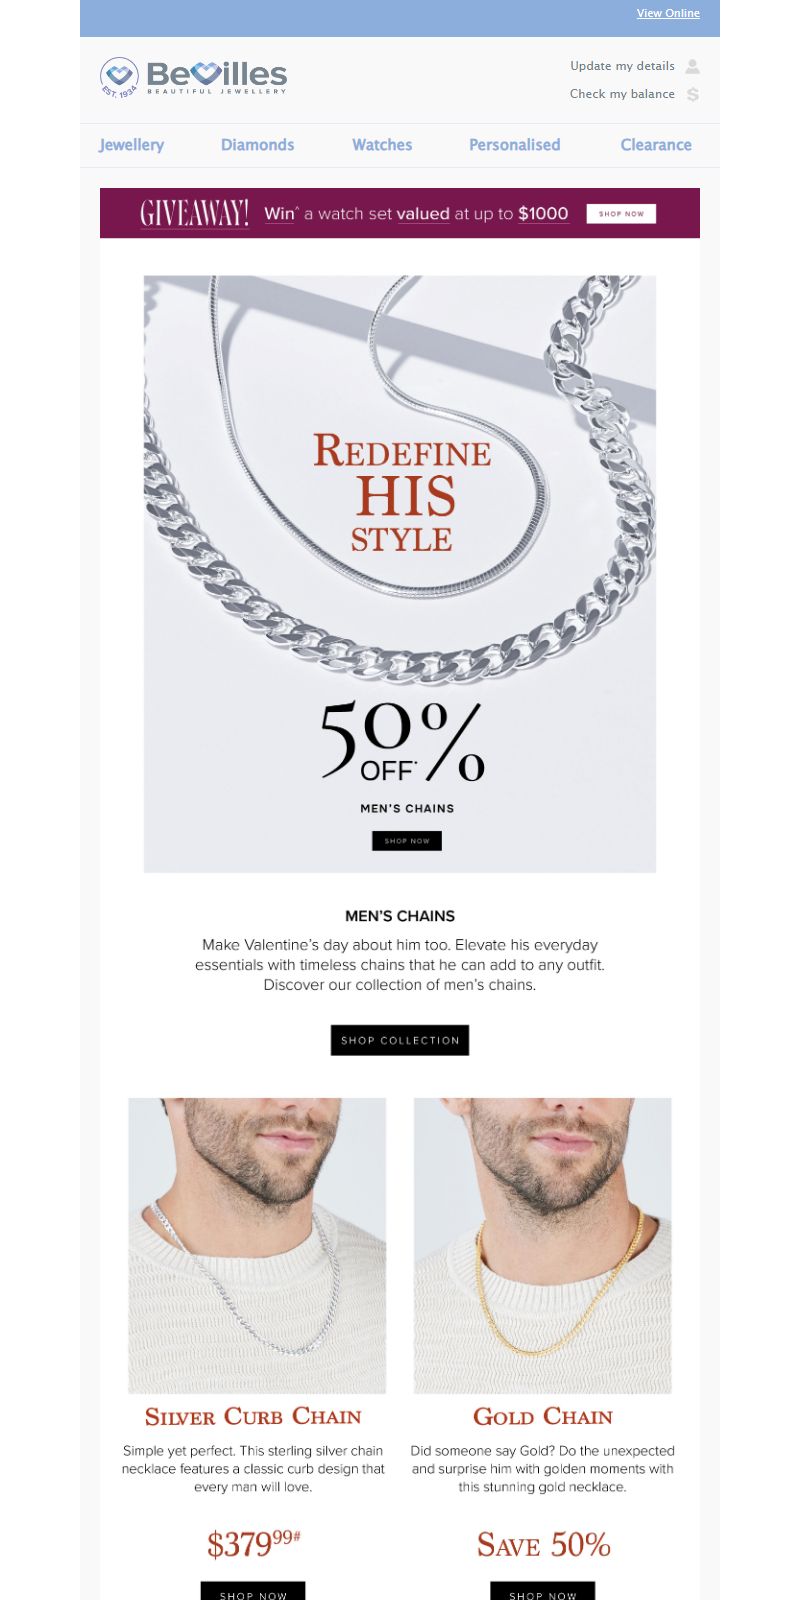 View Online
BeVilles
BEAUTIFUL JEWELLERY
EST. 1934
Update my details
Check my balance
Jewellery Diamonds Watches Personalised Clearance
GIVEAWAY! Win^ a watch set valued at up to $1000 SHOP NOW
REDEFINE
HIS
STYLE
50%
OFF*
MEN'S CHAINS
SHOP NOW
MEN'S CHAINS
Make Valentine's day about him too. Elevate his everyday
essentials with timeless chains that he can add to any outfit.
Discover our collection of men's chains.
SHOP COLLECTION
SILVER CURB CHAIN
Simple yet perfect. This sterling silver chain
necklace features a classic curb design that
every man will love.
$379⁹⁹#
SHOP NOW
GOLD CHAIN
Did someone say Gold? Do the unexpected
and surprise him with golden moments with
this stunning gold necklace.
SAVE 50%
SHOP NOW